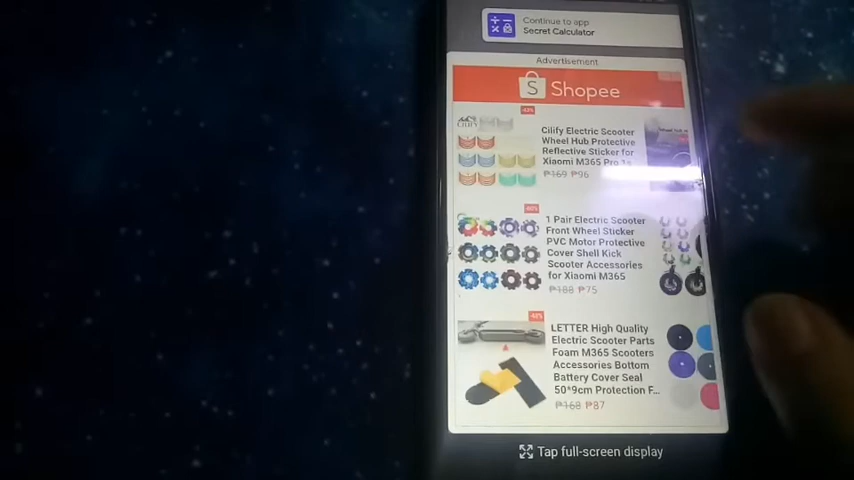 Continue to app
Secret Calculator
Advertisement
S Shopee
-43%
Cilify Electric Scooter
Wheel Hub Protective
Reflective Sticker for
Xiaomi M365 Pro 1s
₱169 ₱96
1 Pair Electric Scooter
Front Wheel Sticker
PVC Motor Protective
Cover Shell Kick
Scooter Accessories
for Xiaomi M365
₱188 ₱75
LETTER High Quality
Electric Scooter Parts
Foam M365 Scooters
Accessories Bottom
Battery Cover Seal
50*9cm Protection F...
₱168 ₱87
Tap full-screen display